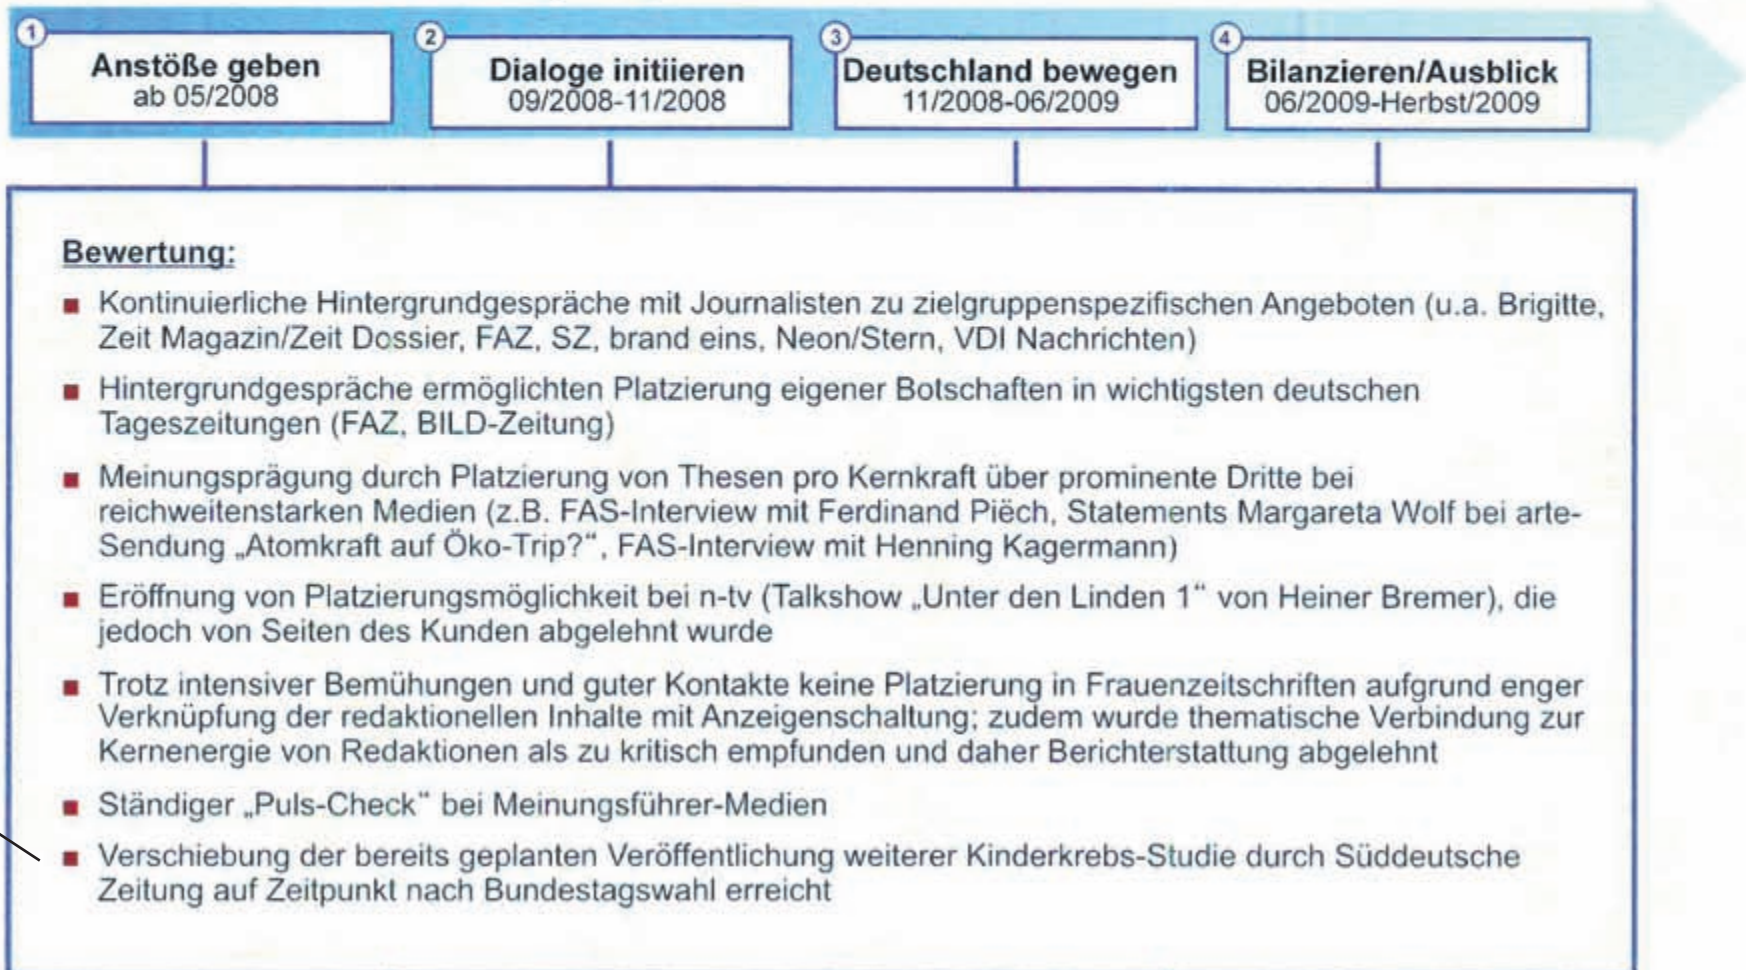 1
Anstöße geben
ab 05/2008
2
Dialoge initiieren
09/2008-11/2008
3
Deutschland bewegen
11/2008-06/2009
4
Bilanzieren/Ausblick
06/2009-Herbst/2009
Bewertung:
■ Kontinuierliche Hintergrundgespräche mit Journalisten zu zielgruppenspezifischen Angeboten (u.a. Brigitte,
Zeit Magazin/Zeit Dossier, FAZ, SZ, brand eins, Neon/Stern, VDI Nachrichten)
■ Hintergrundgespräche ermöglichten Platzierung eigener Botschaften in wichtigsten deutschen
Tageszeitungen (FAZ, BILD-Zeitung)
■ Meinungsprägung durch Platzierung von Thesen pro Kernkraft über prominente Dritte bei
reichweitenstarken Medien (z.B. FAS-Interview mit Ferdinand Piëch, Statements Margareta Wolf bei arte-
Sendung „Atomkraft auf Öko-Trip?“, FAS-Interview mit Henning Kagermann)
■ Eröffnung von Platzierungsmöglichkeit bei n-tv (Talkshow „Unter den Linden 1“ von Heiner Bremer), die
jedoch von Seiten des Kunden abgelehnt wurde
■ Trotz intensiver Bemühungen und guter Kontakte keine Platzierung in Frauenzeitschriften aufgrund enger
Verknüpfung der redaktionellen Inhalte mit Anzeigenschaltung; zudem wurde thematische Verbindung zur
Kernenergie von Redaktionen als zu kritisch empfunden und daher Berichterstattung abgelehnt
■ Ständiger „Puls-Check“ bei Meinungsführer-Medien
■ Verschiebung der bereits geplanten Veröffentlichung weiterer Kinderkrebs-Studie durch Süddeutsche
Zeitung auf Zeitpunkt nach Bundestagswahl erreicht